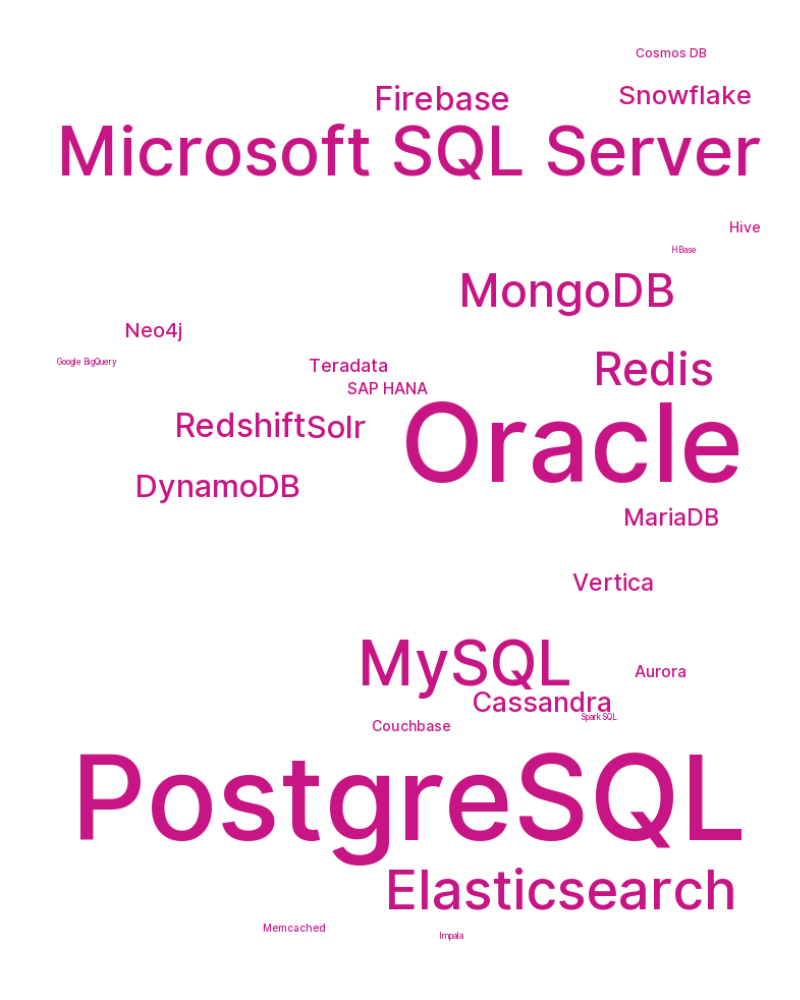 Cosmos DB
Firebase
Snowflake
Microsoft SQL Server
Hive
HBase
MongoDB
Neo4j
Google BigQuery
Teradata
Redis
SAP HANA
Redshift
Solr
Oracle
DynamoDB
MariaDB
Vertica
MySQL
Aurora
Cassandra
Spark SQL
Couchbase
PostgreSQL
Elasticsearch
Memcached
Impala